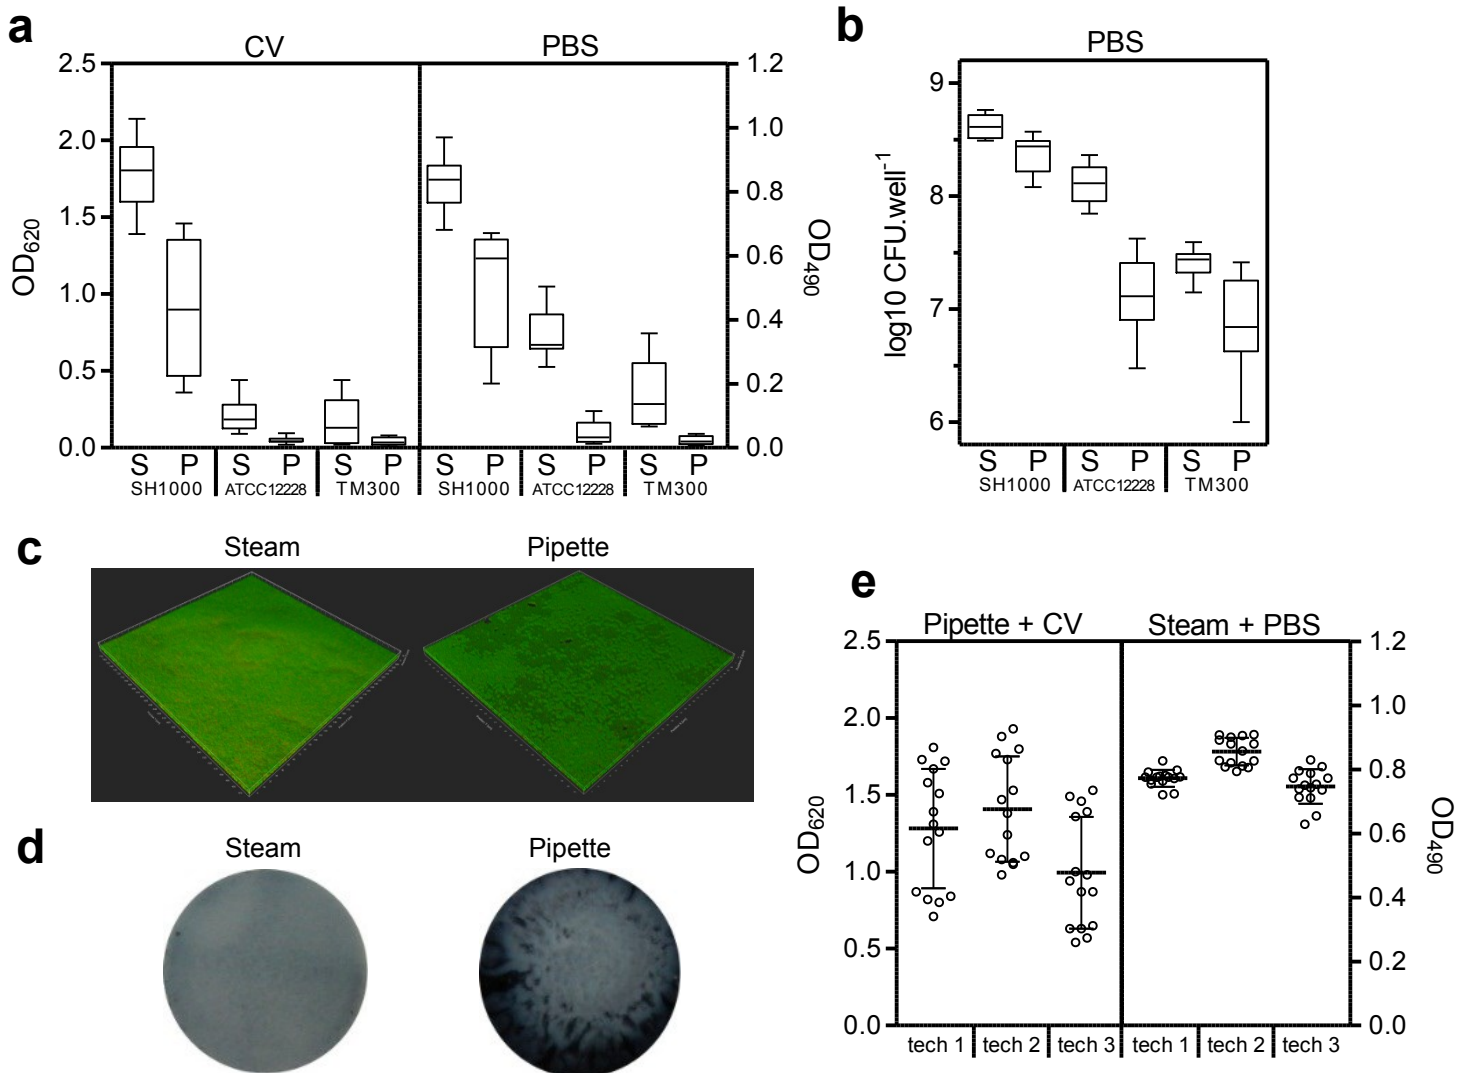 a
CV PBS
2.5 1.2
2.0 1.0
1.5 0.8
1.0 0.6
0.5 0.4
0.0 0.2
0.0
OD620
OD490
S P S P S P S P S P S P
SH1000 ATCC12228 TM300 SH1000 ATCC12228 TM300
b
PBS
9
8
7
6
log10 CFU.well-1
S P S P S P
SH1000 ATCC12228 TM300
c
Steam Pipette
d
Steam Pipette
e
Pipette + CV Steam + PBS
2.5 1.2
2.0 1.0
1.5 0.8
1.0 0.6
0.5 0.4
0.0 0.2
0.0
OD620
OD490
tech 1 tech 2 tech 3 tech 1 tech 2 tech 3